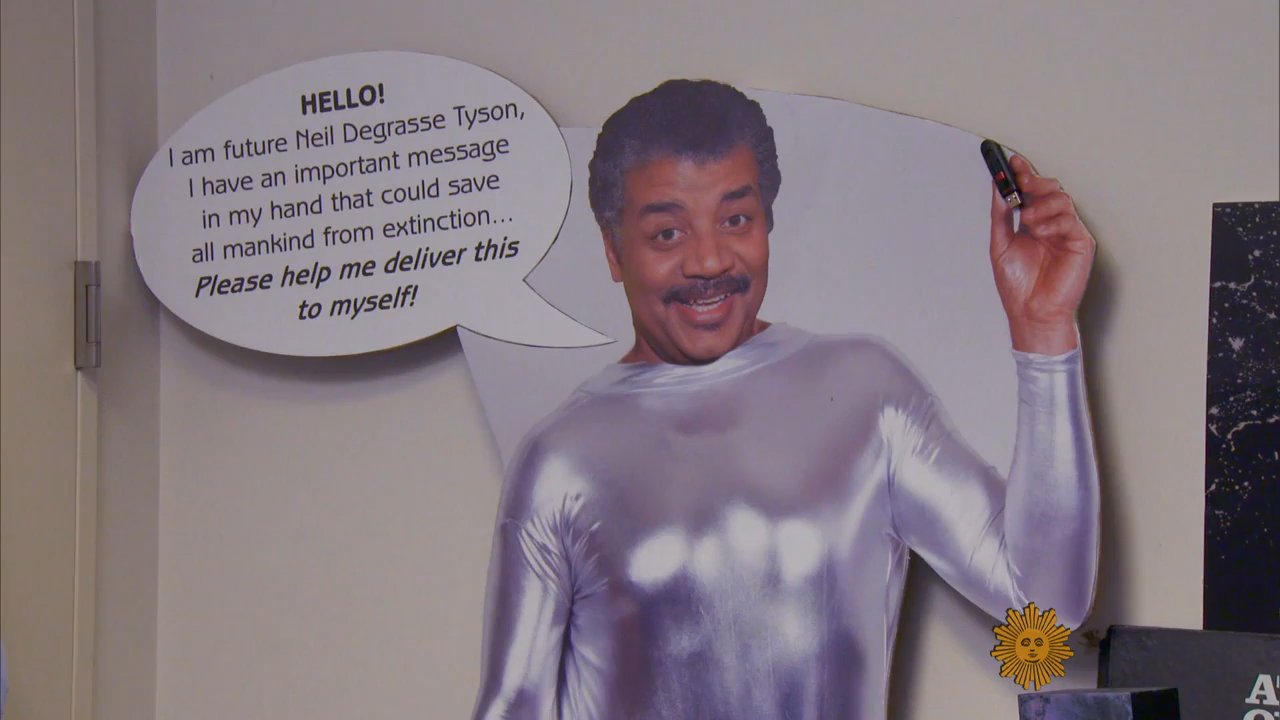 HELLO!
I am future Neil Degrasse Tyson,
I have an important message
in my hand that could save
all mankind from extinction...
Please help me deliver this
to myself!